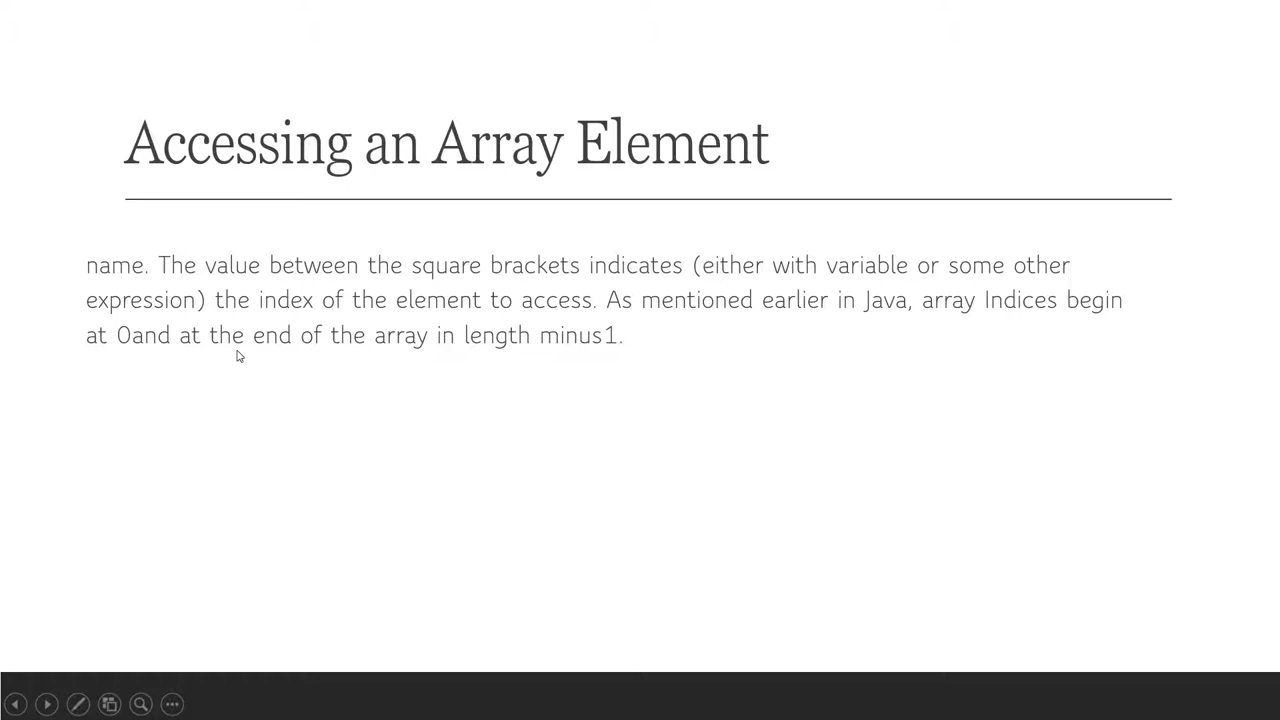 Accessing an Array Element
name. The value between the square brackets indicates (either with variable or some other
expression) the index of the element to access. As mentioned earlier in Java, array Indices begin
at 0and at the end of the array in length minus1.